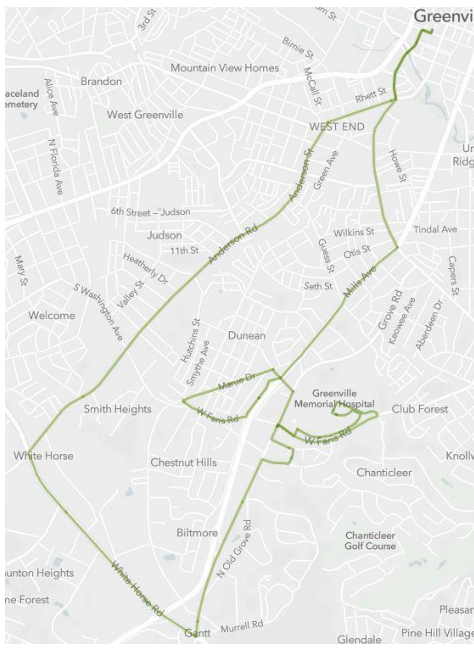 Greenvil
3rd St
Birnie St
Mountain View Homes
McCall St
Brandon
Alice Ave
aceland
emetery
Rhett St
West Greenville
WEST END
Un
Ridg
N Florida Ave
Anderson St
Green Ave
Howe St
6th Street – Judson
Judson
11th St
Anderson Rd
Wilkins St
Tindal Ave
Otis St
Guess St
Mary St
Heatherly Dr
Valley St
S Washington Ave
Seth St
Mills Ave
Capers St
Grove Rd
Keowee Ave
Aberdeen Dr
Welcome
Hutchins St
Smythe Ave
Dunean
Marue Dr
Smith Heights
W Faris Rd
Greenville
Memorial Hospital
Club Forest
W Faris Rd
White Horse
Chestnut Hills
Knollw
Chanticleer
Biltmore
N Old Grove Rd
Chanticleer
Golf Course
aunton Heights
ne Forest
White Horse Rd
Gantt
Murrell Rd
Glendale
Pleasan
Pine Hill Village